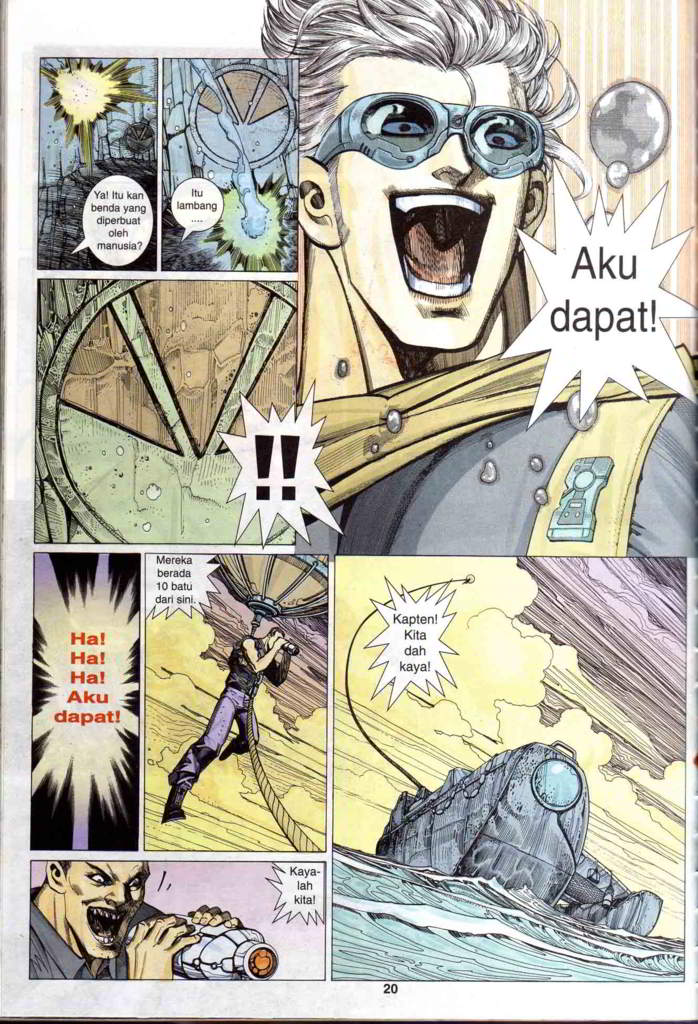 Ya! Itu kan
benda yang
diperbuat
oleh
manusia?
Itu
lambang
....
Aku
dapat!
!!
Ha!
Ha!
Ha!
Aku
dapat!
Mereka
berada
10 batu
dari sini.
Kapten!
Kita
dah
kaya!
Kaya-
lah
kita!
20